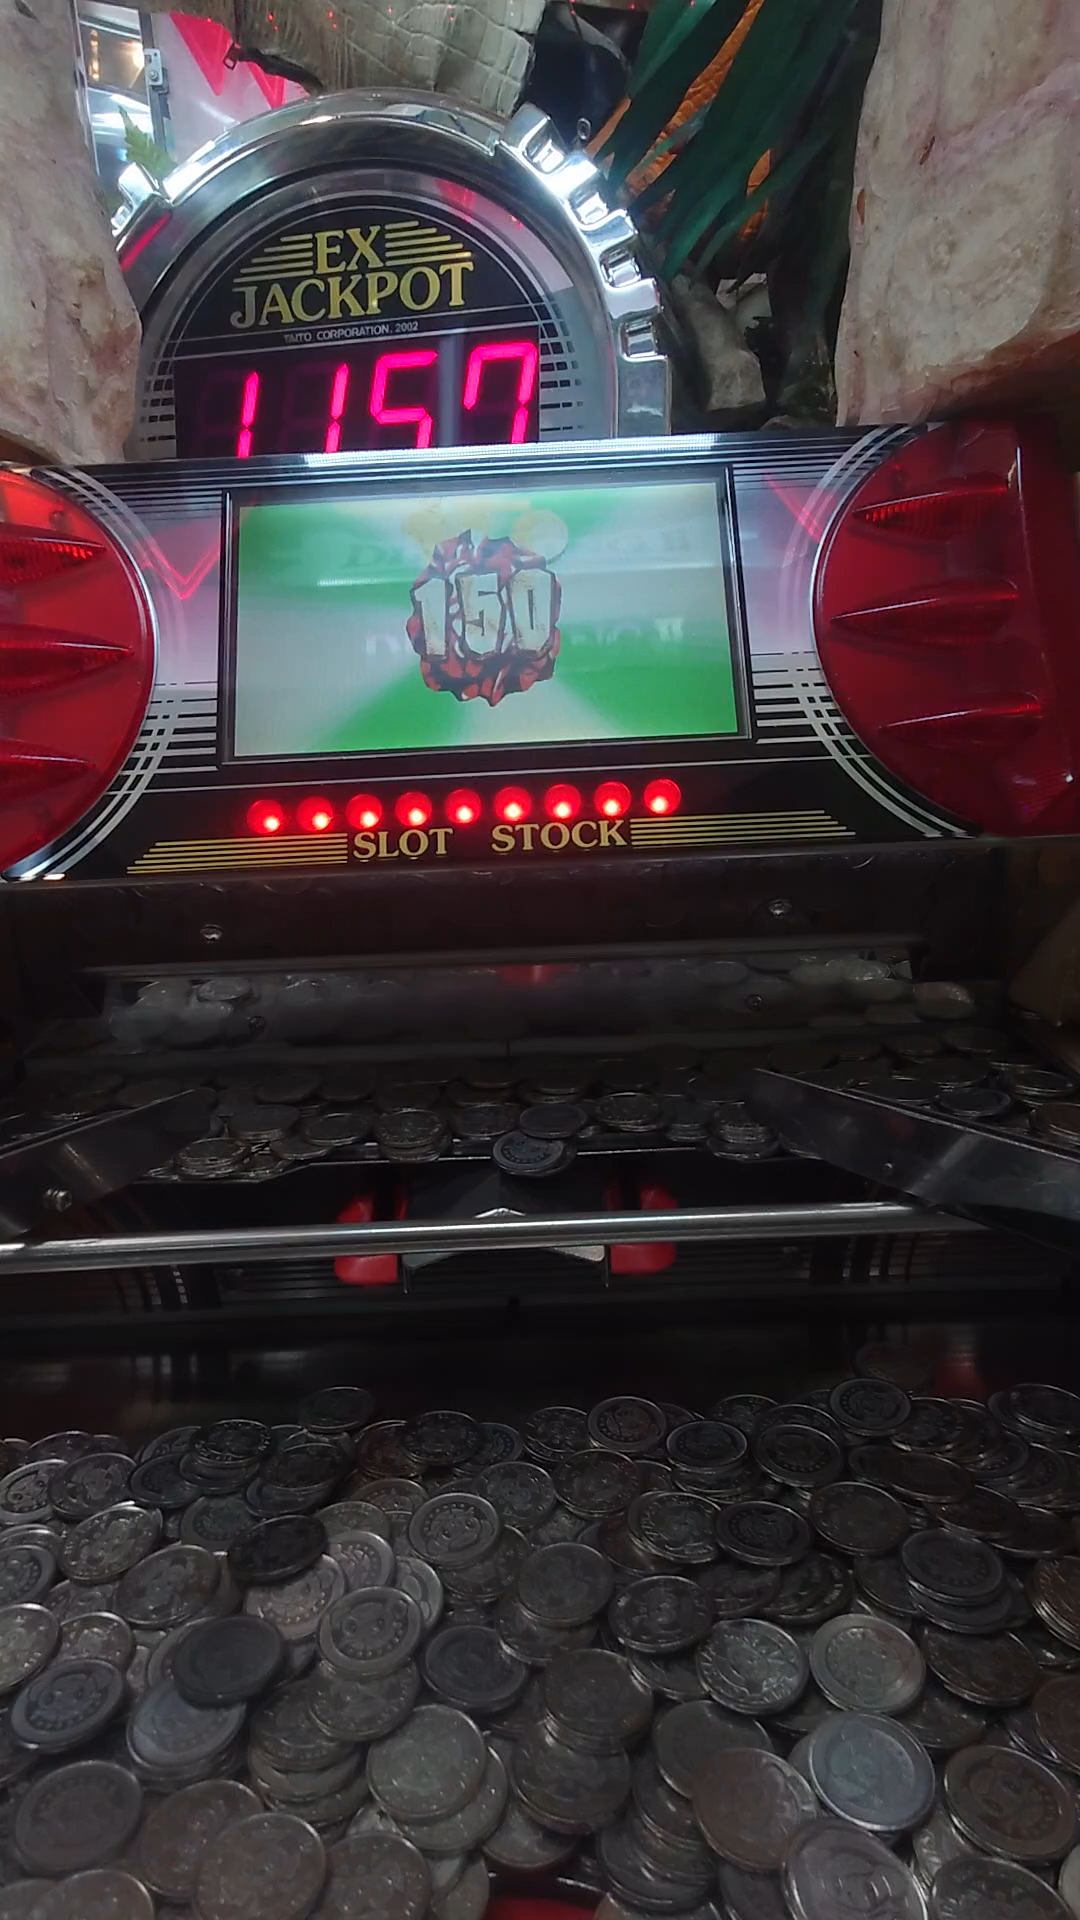 EX
JACKPOT
TAITO CORPORATION. 2002
1157
150
SLOT STOCK